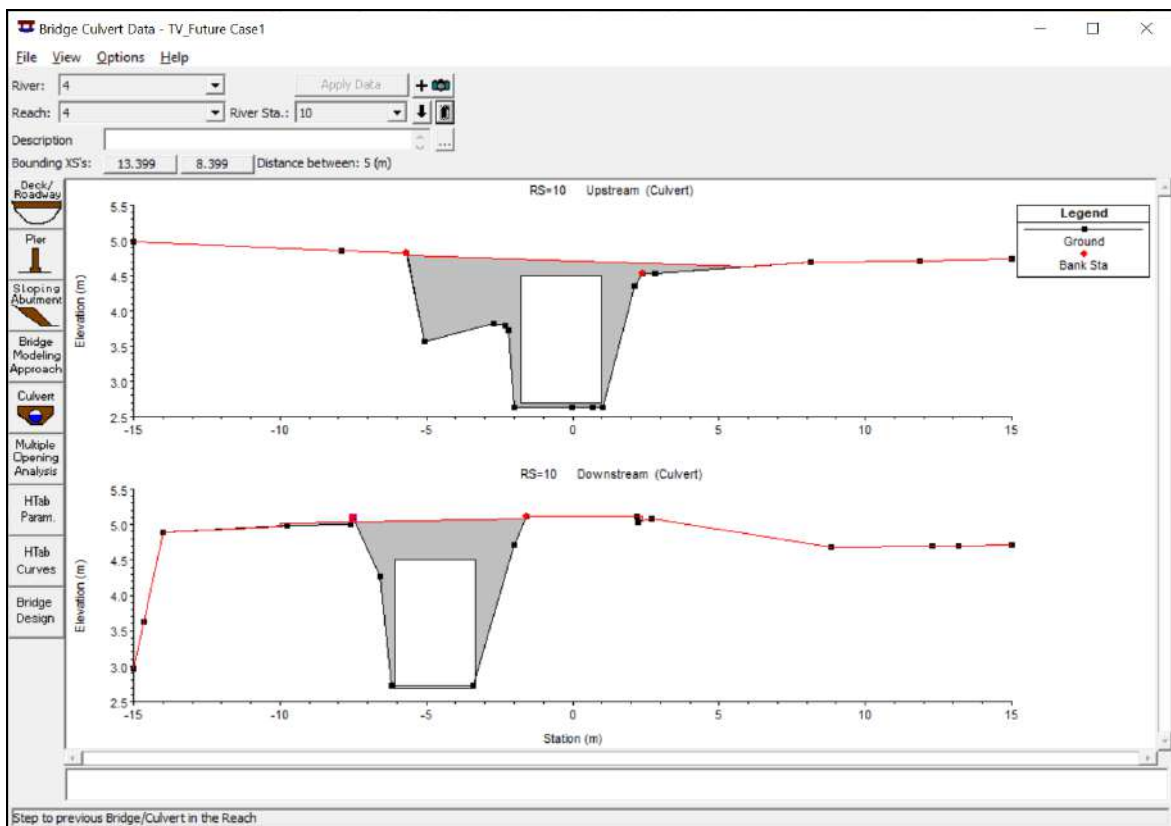 Bridge Culvert Data - TV_Future Case1
File View Options Help
River: 4 Apply Data
Reach: 4 River Sta.: 10
Description ...
Bounding XS's: 13.399 8.399 Distance between: 5 (m)
Deck/
Roadway
Pier
Sloping
Abutment
Bridge
Modeling
Approach
Culvert
Multiple
Opening
Analysis
HTab
Param.
HTab
Curves
Bridge
Design
RS=10 Upstream (Culvert)
5.5
5.0
4.5
4.0
3.5
3.0
2.5
Elevation (m)
-15 -10 -5 0 5 10 15
Legend
Ground
Bank Sta
RS=10 Downstream (Culvert)
5.5
5.0
4.5
4.0
3.5
3.0
2.5
Elevation (m)
-15 -10 -5 0 5 10 15
Station (m)
Step to previous Bridge/Culvert in the Reach